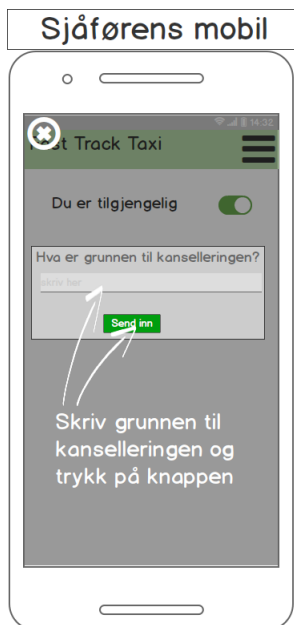 Sjåførens mobil
14:32
st Track Taxi
Du er tilgjengelig
Hva er grunnen til kanselleringen?
skriv her
Send inn
Skriv grunnen til
kanselleringen og
trykk på knappen